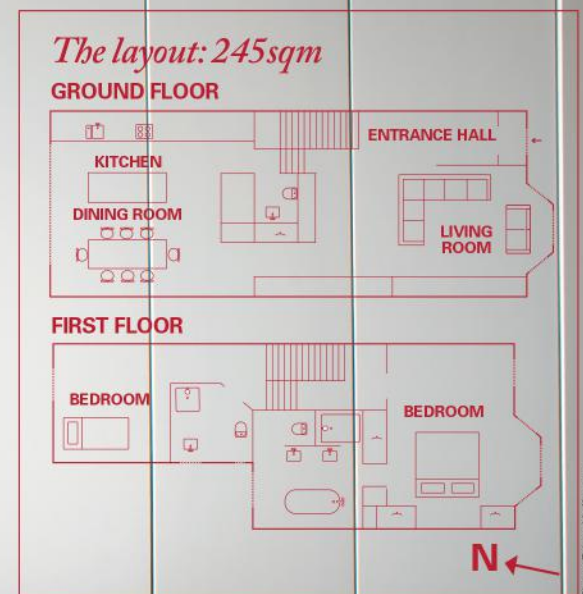 The layout: 245sqm
GROUND FLOOR
ENTRANCE HALL
KITCHEN
DINING ROOM
LIVING
ROOM
FIRST FLOOR
BEDROOM
BEDROOM
N